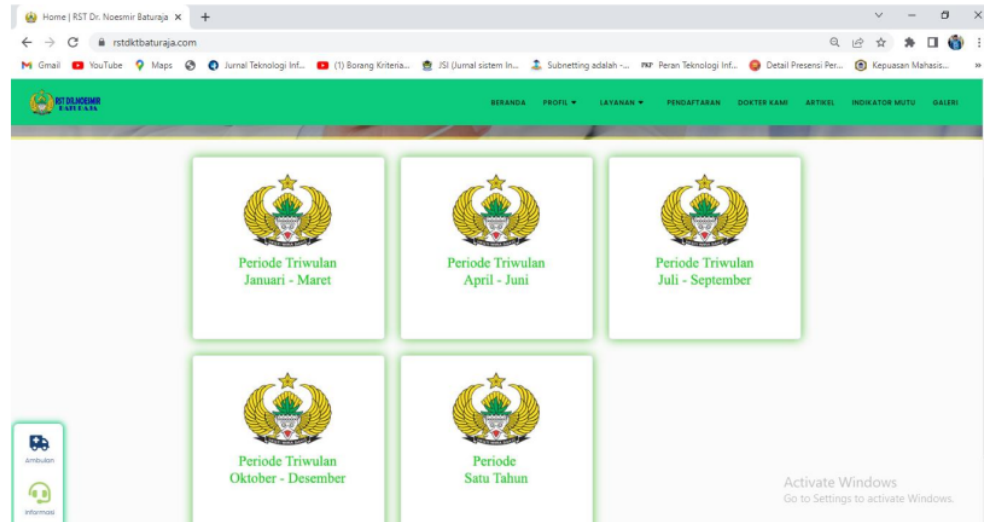 Home | RST Dr. Noesmir Baturaja
rstdktbaturaja.com
Gmail YouTube Maps Jurnal Teknologi Inf... (1) Borang Kriteria... JSI (Jurnal sistem In... Subnetting adalah -... Peran Teknologi Inf... Detail Presensi Per... Kepuasan Mahasis...
RST DR.NOESMIR
BATURAJA
BERANDA PROFIL LAYANAN PENDAFTARAN DOKTER KAMI ARTIKEL INDIKATOR MUTU GALERI
Periode Triwulan
Januari - Maret
Periode Triwulan
April - Juni
Periode Triwulan
Juli - September
Periode Triwulan
Oktober - Desember
Periode
Satu Tahun
Ambulan
Informasi
Activate Windows
Go to Settings to activate Windows.